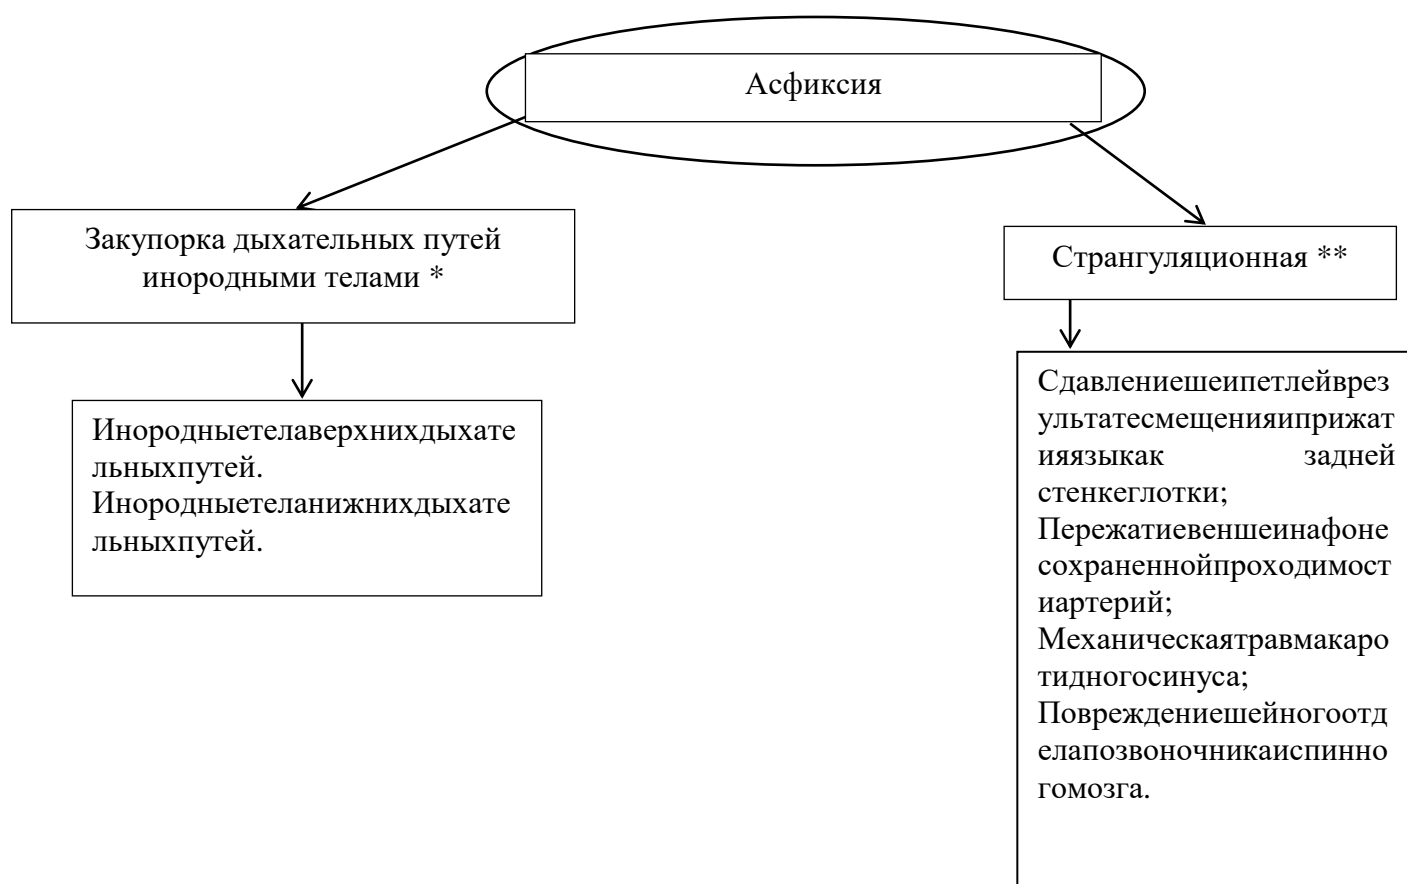 Асфиксия
Закупорка дыхательных путей
инородными телами *
Инородныетелаверхнихдыхате
льныхпутей.
Инородныетеланижнихдыхате
льныхпутей.
Странгуляционная **
Сдавлениешеипетлейврез
ультатесмещенияиприжат
ияязыкак задней
стенкеглотки;
Пережатиевеншеинафоне
сохраненнойпроходимост
иартерий;
Механическаятравмакаро
тидногосинуса;
Повреждениешейногоотд
елапозвоночникаиспинно
гомозга.